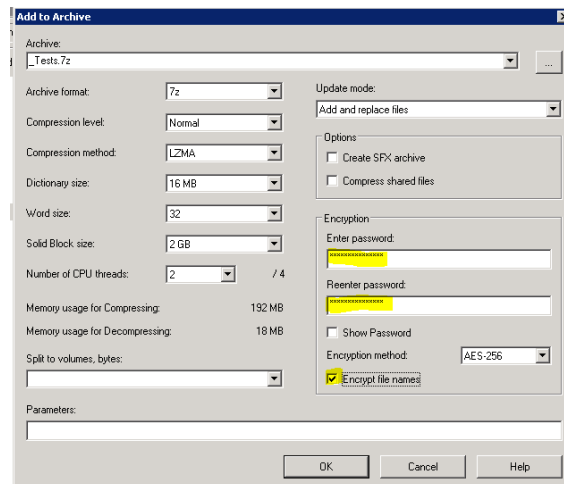 Add to Archive
Archive:
_Tests.7z
...
Archive format:
7z
Compression level:
Normal
Compression method:
LZMA
Dictionary size:
16 MB
Word size:
32
Solid Block size:
2 GB
Number of CPU threads:
2
/ 4
Memory usage for Compressing:
192 MB
Memory usage for Decompressing:
18 MB
Split to volumes, bytes:
Update mode:
Add and replace files
Options
Create SFX archive
Compress shared files
Encryption
Enter password:
Reenter password:
Show Password
Encryption method:
AES-256
Encrypt file names
Parameters:
OK
Cancel
Help